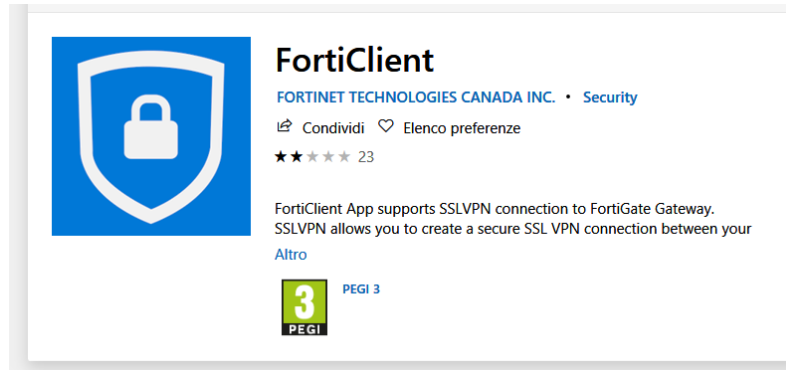 FortiClient
FORTINET TECHNOLOGIES CANADA INC. • Security
Condividi Elenco preferenze
23
FortiClient App supports SSLVPN connection to FortiGate Gateway.
SSLVPN allows you to create a secure SSL VPN connection between your
Altro
3
PEGI
PEGI 3